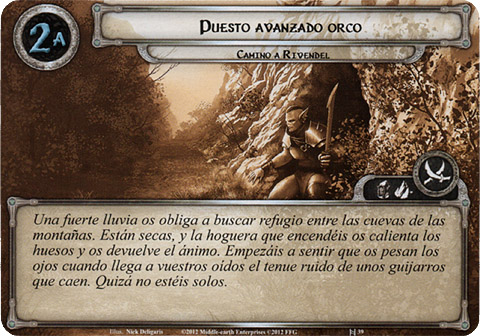 2A
Puesto avanzado orco
Camino a Rivendel
Una fuerte lluvia os obliga a buscar refugio entre las cuevas de las
montañas. Están secas, y la hoguera que encendéis os calienta los
huesos y os devuelve el ánimo. Empezáis a sentir que os pesan los
ojos cuando llega a vuestros oídos el tenue ruido de unos guijarros
que caen. Quizá no estéis solos.
Ilus. Nick Deligaris ©2012 Middle-earth Enterprises ©2012 FFG 39